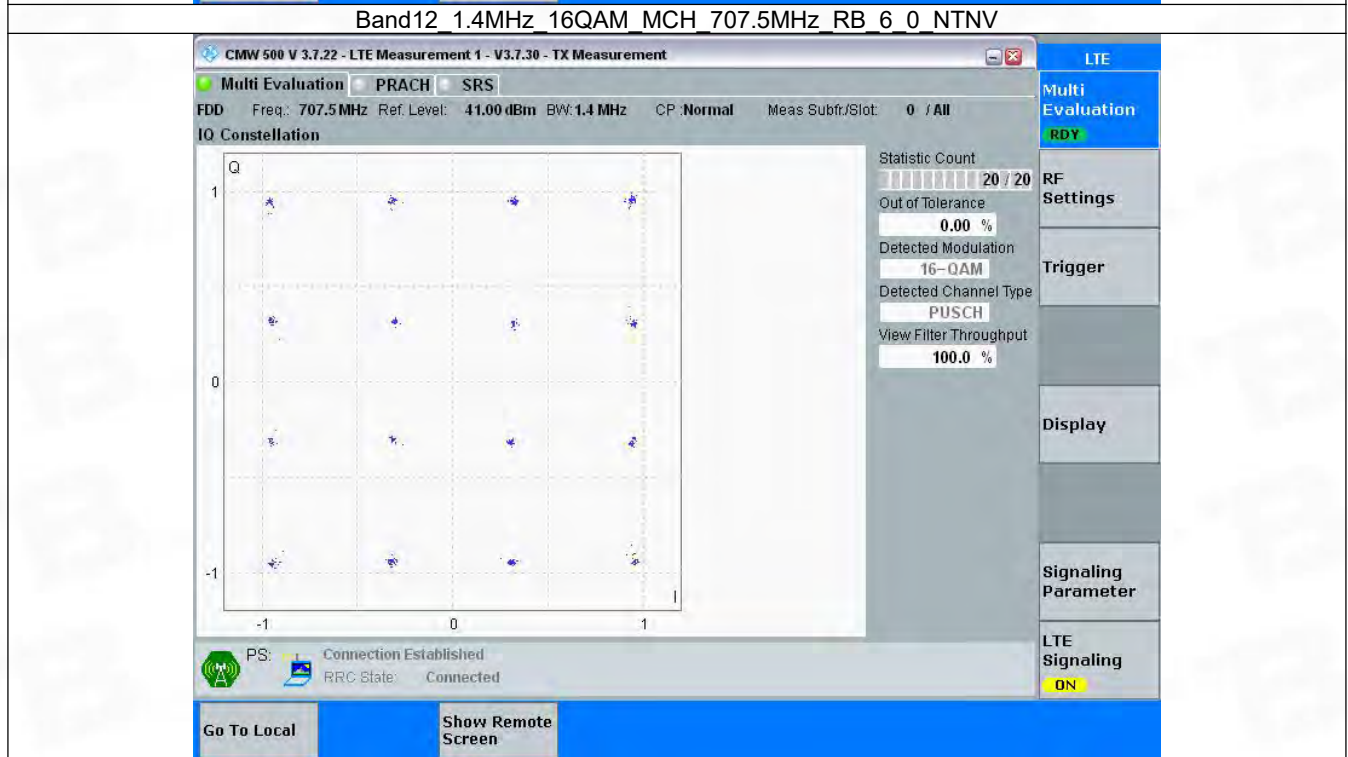 Band12_1.4MHz_16QAM_MCH_707.5MHz_RB_6_0_NTNV
CMW 500 V 3.7.22 - LTE Measurement 1 - V3.7.30 - TX Measurement
LTE
Multi Evaluation PRACH SRS
FDD Freq.: 707.5 MHz Ref. Level: 41.00 dBm BW: 1.4 MHz CP :Normal Meas Subfr./Slot: 0 / All
IQ Constellation
Q
1
0
-1
-1 0 1
I
Statistic Count
20 / 20
Out of Tolerance
0.00 %
Detected Modulation
16-QAM
Detected Channel Type
PUSCH
View Filter Throughput
100.0 %
Multi
Evaluation
RDY
RF
Settings
Trigger
Display
Signaling
Parameter
LTE
Signaling
ON
PS: Connection Established
RRC State: Connected
Go To Local
Show Remote
Screen